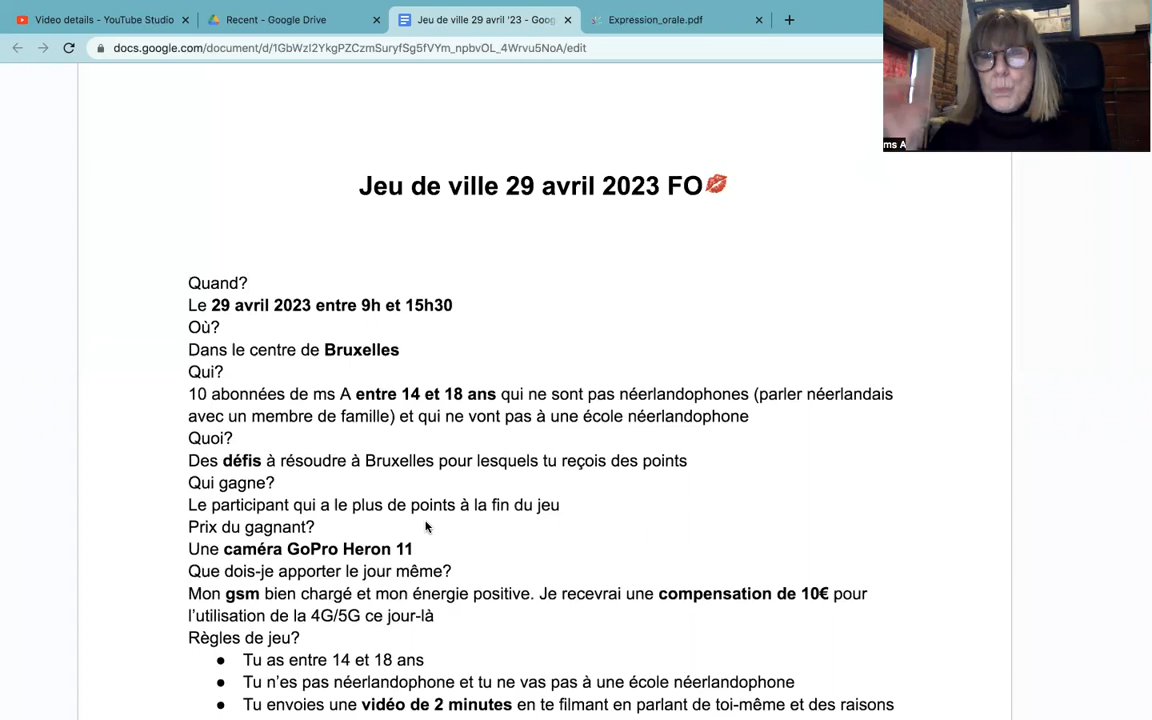 Video details - YouTube Studio
Recent - Google Drive
Jeu de ville 29 avril '23 - Goog
Expression_orale.pdf
docs.google.com/document/d/1GbWzI2YkgPZCzmSuryfSg5fVYm_npbvOL_4Wrvu5NoA/edit
ms A
Jeu de ville 29 avril 2023 FO💋
Quand?
Le 29 avril 2023 entre 9h et 15h30
Où?
Dans le centre de Bruxelles
Qui?
10 abonnées de ms A entre 14 et 18 ans qui ne sont pas néerlandophones (parler néerlandais
avec un membre de famille) et qui ne vont pas à une école néerlandophone
Quoi?
Des défis à résoudre à Bruxelles pour lesquels tu reçois des points
Qui gagne?
Le participant qui a le plus de points à la fin du jeu
Prix du gagnant?
Une caméra GoPro Heron 11
Que dois-je apporter le jour même?
Mon gsm bien chargé et mon énergie positive. Je recevrai une compensation de 10€ pour
l'utilisation de la 4G/5G ce jour-là
Règles de jeu?
● Tu as entre 14 et 18 ans
● Tu n'es pas néerlandophone et tu ne vas pas à une école néerlandophone
● Tu envoies une vidéo de 2 minutes en te filmant en parlant de toi-même et des raisons